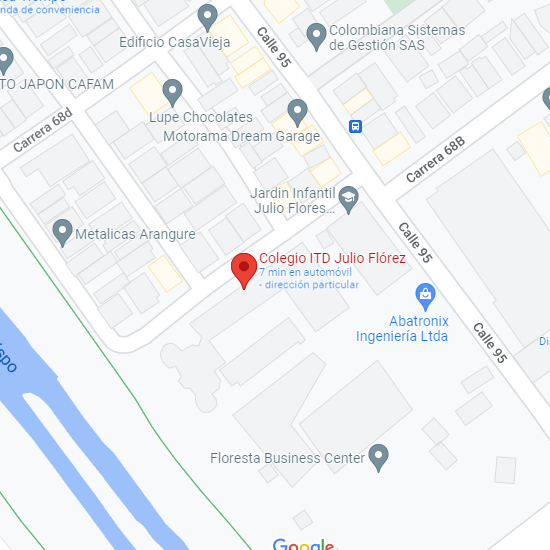 nda de conveniencia
Edificio CasaVieja
Calle 95
Colombiana Sistemas
de Gestión SAS
TO JAPON CAFAM
Carrera 68d
Lupe Chocolates
Motorama Dream Garage
Carrera 68B
Jardin Infantil
Julio Flores...
Calle 95
Metalicas Arangure
Colegio ITD Julio Flórez
7 min en automóvil
- dirección particular
Abatronix
Ingeniería Ltda
Calle 95
Di
Floresta Business Center
Google